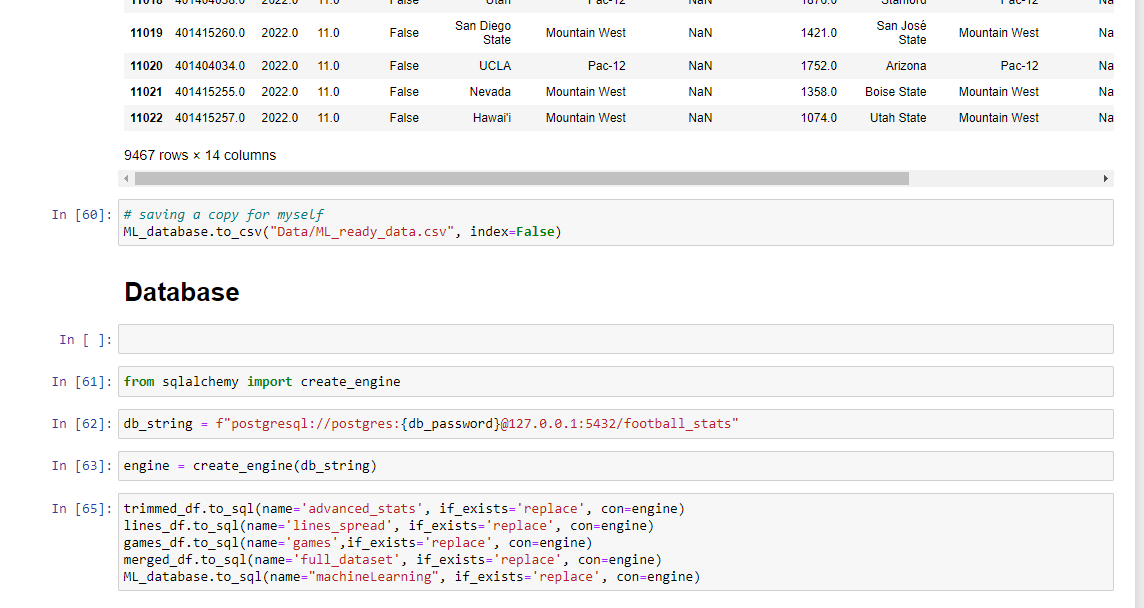 11018 401404038.0 2022.0 11.0 False Utah Pac-12 NaN 1876.0 Stanford Pac-12 Na
11019 401415260.0 2022.0 11.0 False San Diego State Mountain West NaN 1421.0 San José State Mountain West Na
11020 401404034.0 2022.0 11.0 False UCLA Pac-12 NaN 1752.0 Arizona Pac-12 Na
11021 401415255.0 2022.0 11.0 False Nevada Mountain West NaN 1358.0 Boise State Mountain West Na
11022 401415257.0 2022.0 11.0 False Hawai'i Mountain West NaN 1074.0 Utah State Mountain West Na
9467 rows × 14 columns
In [60]: # saving a copy for myself
ML_database.to_csv("Data/ML_ready_data.csv", index=False)
Database
In [ ]:
In [61]: from sqlalchemy import create_engine
In [62]: db_string = f"postgresql://postgres:{db_password}@127.0.0.1:5432/football_stats"
In [63]: engine = create_engine(db_string)
In [65]: trimmed_df.to_sql(name='advanced_stats', if_exists='replace', con=engine)
lines_df.to_sql(name='lines_spread', if_exists='replace', con=engine)
games_df.to_sql(name='games',if_exists='replace', con=engine)
merged_df.to_sql(name='full_dataset', if_exists='replace', con=engine)
ML_database.to_sql(name="machineLearning", if_exists='replace', con=engine)